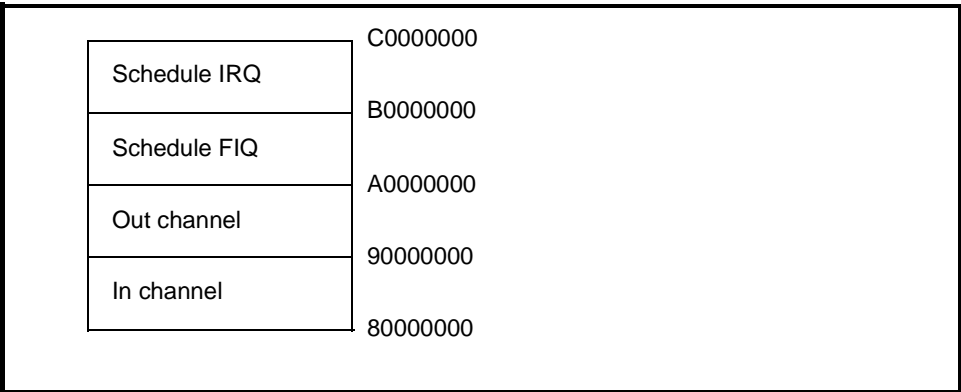 C0000000
Schedule IRQ
B0000000
Schedule FIQ
A0000000
Out channel
90000000
In channel
80000000